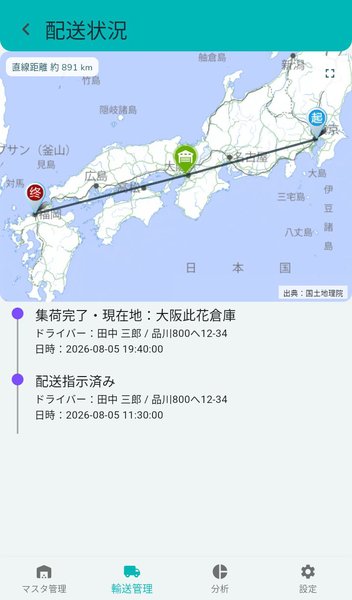 配送状況
直線距離 約 891 km
舳倉島
新潟
竹島
隠岐諸島
プサン（釜山）
見島
対馬
広島
大阪
名古屋
起
京
終
福岡
大島
三宅島
伊豆諸島
八丈島
日本国
出典：国土地理院
集荷完了・現在地：大阪此花倉庫
ドライバー：田中 三郎 / 品川800へ12-34
日時：2026-08-05 19:40:00
配送指示済み
ドライバー：田中 三郎 / 品川800へ12-34
日時：2026-08-05 11:30:00
マスタ管理
輸送管理
分析
設定